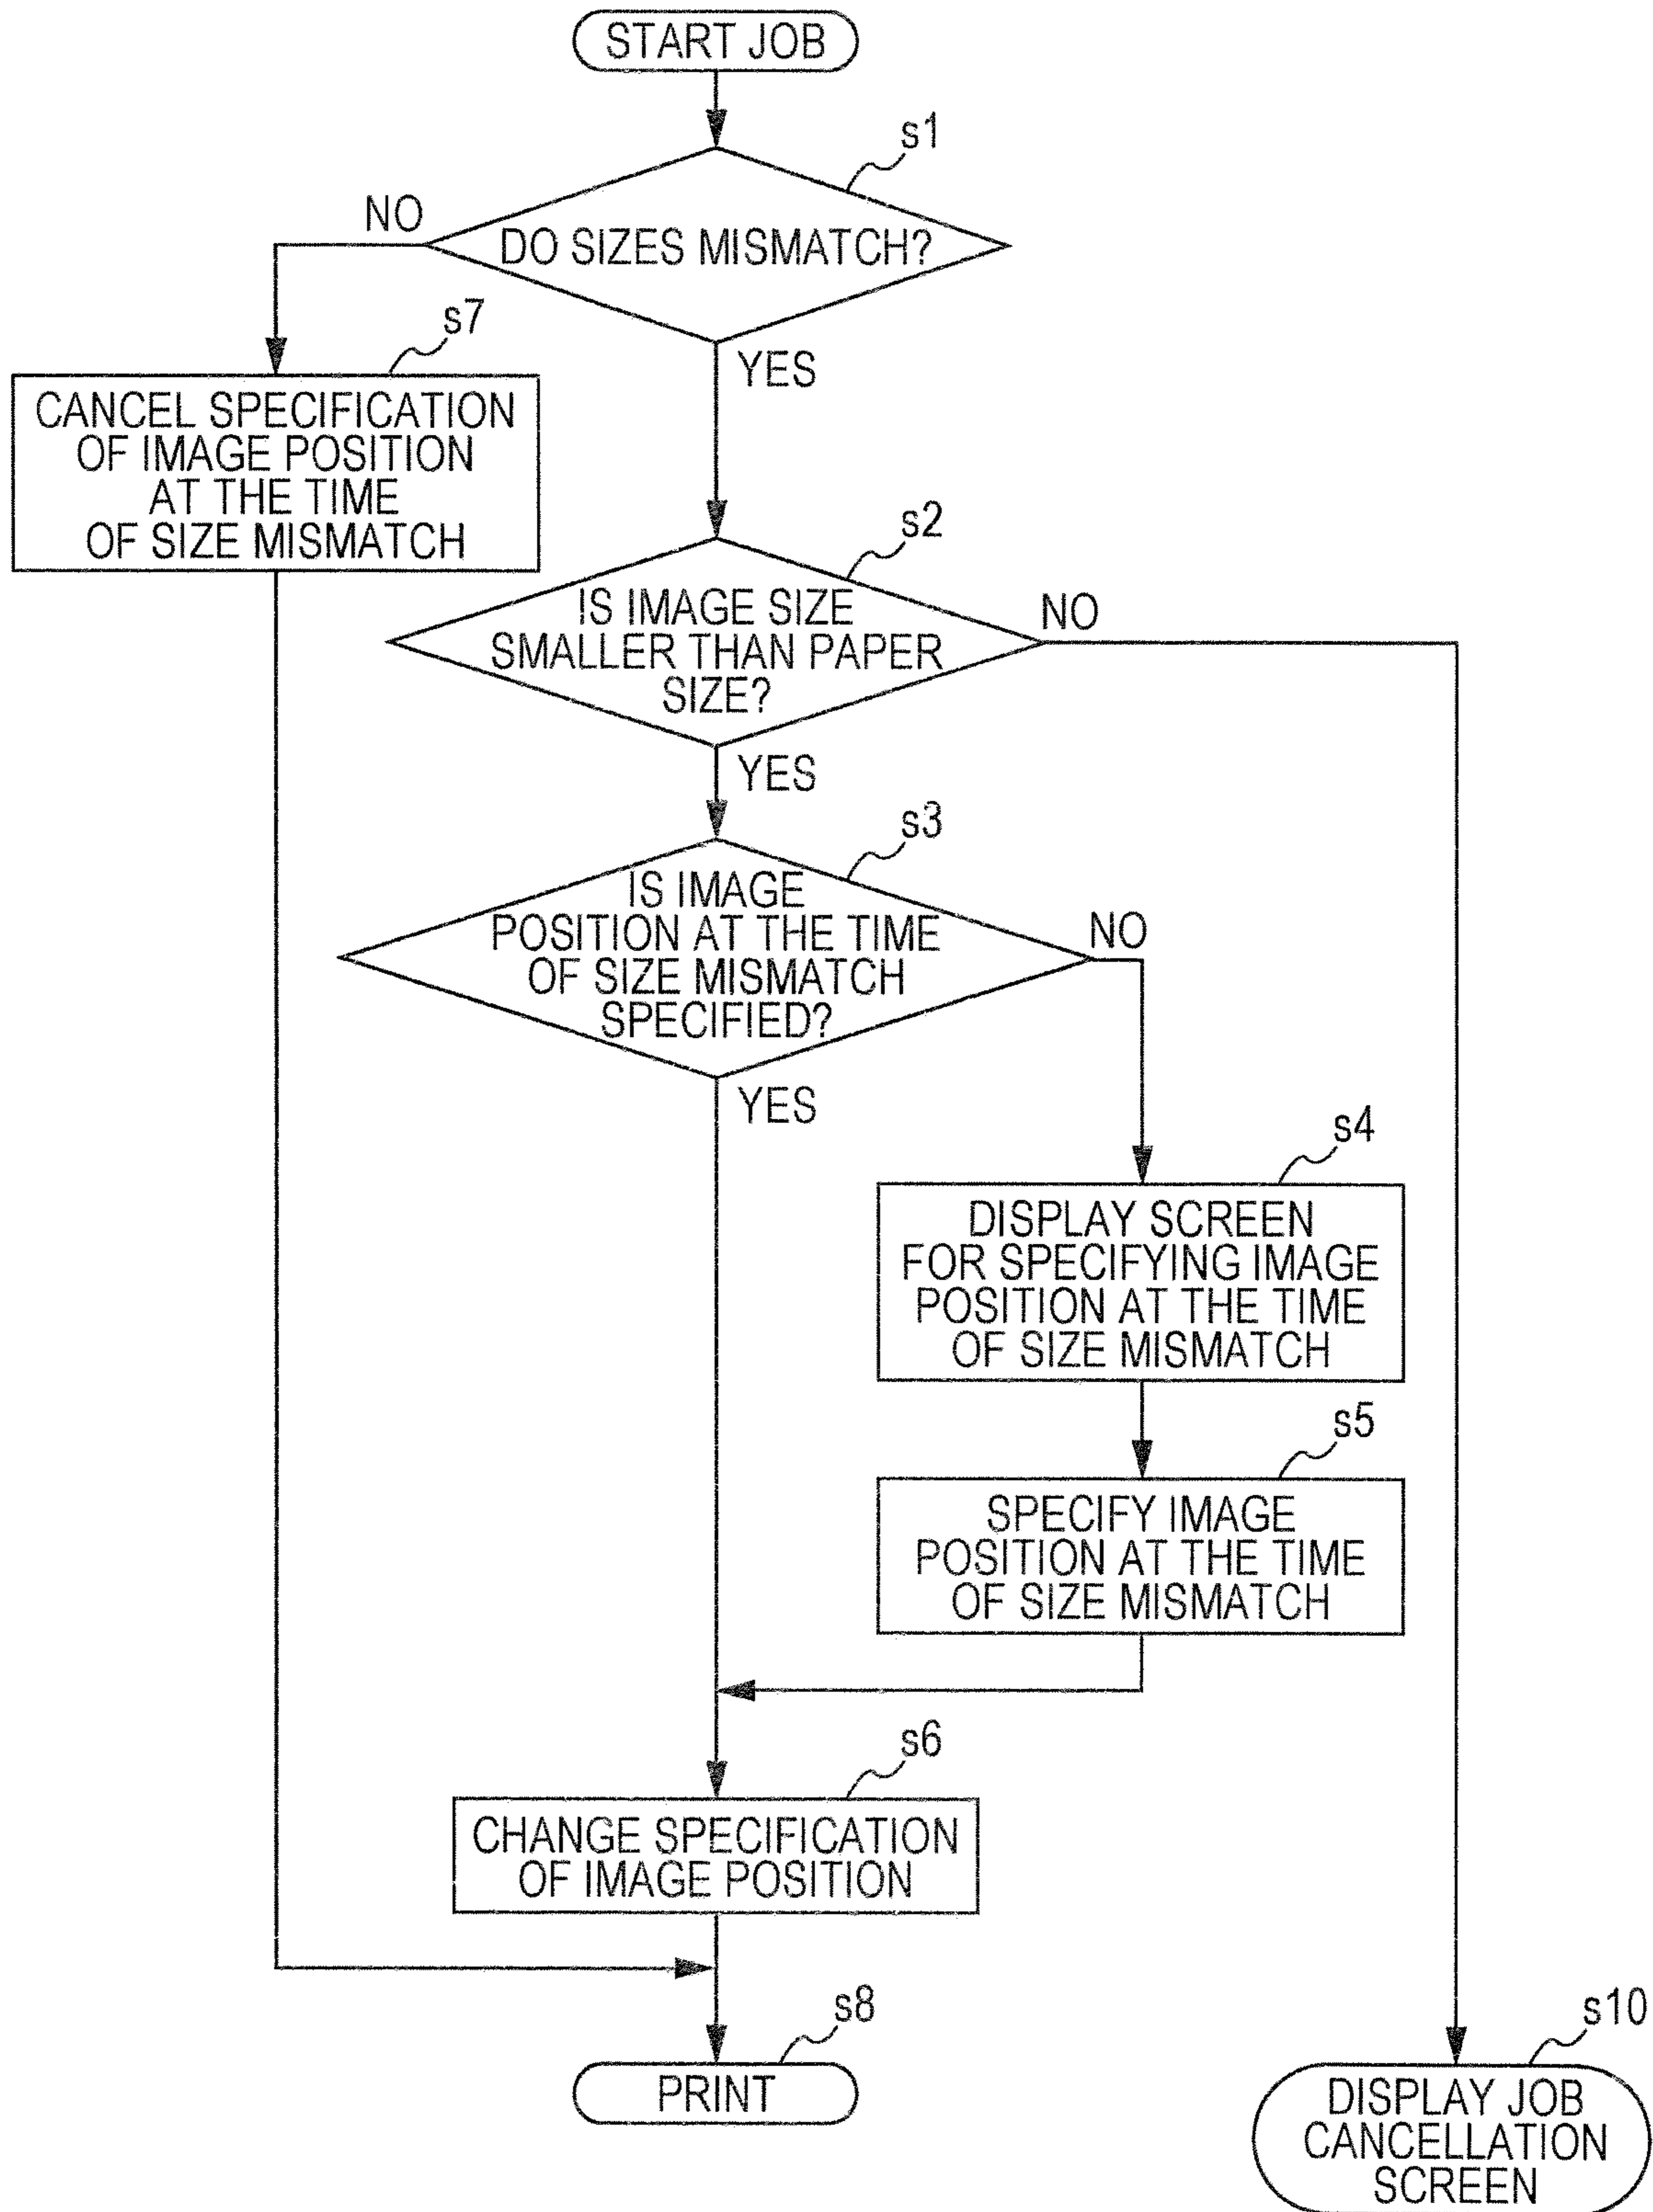 START JOB
s1
NO
DO SIZES MISMATCH?
s7
YES
CANCEL SPECIFICATION
OF IMAGE POSITION
AT THE TIME
OF SIZE MISMATCH
s2
IS IMAGE SIZE
SMALLER THAN PAPER
SIZE?
NO
YES
s3
IS IMAGE
POSITION AT THE TIME
OF SIZE MISMATCH
SPECIFIED?
NO
YES
s4
DISPLAY SCREEN
FOR SPECIFYING IMAGE
POSITION AT THE TIME
OF SIZE MISMATCH
s5
SPECIFY IMAGE
POSITION AT THE TIME
OF SIZE MISMATCH
s6
CHANGE SPECIFICATION
OF IMAGE POSITION
s8
PRINT
s10
DISPLAY JOB
CANCELLATION
SCREEN